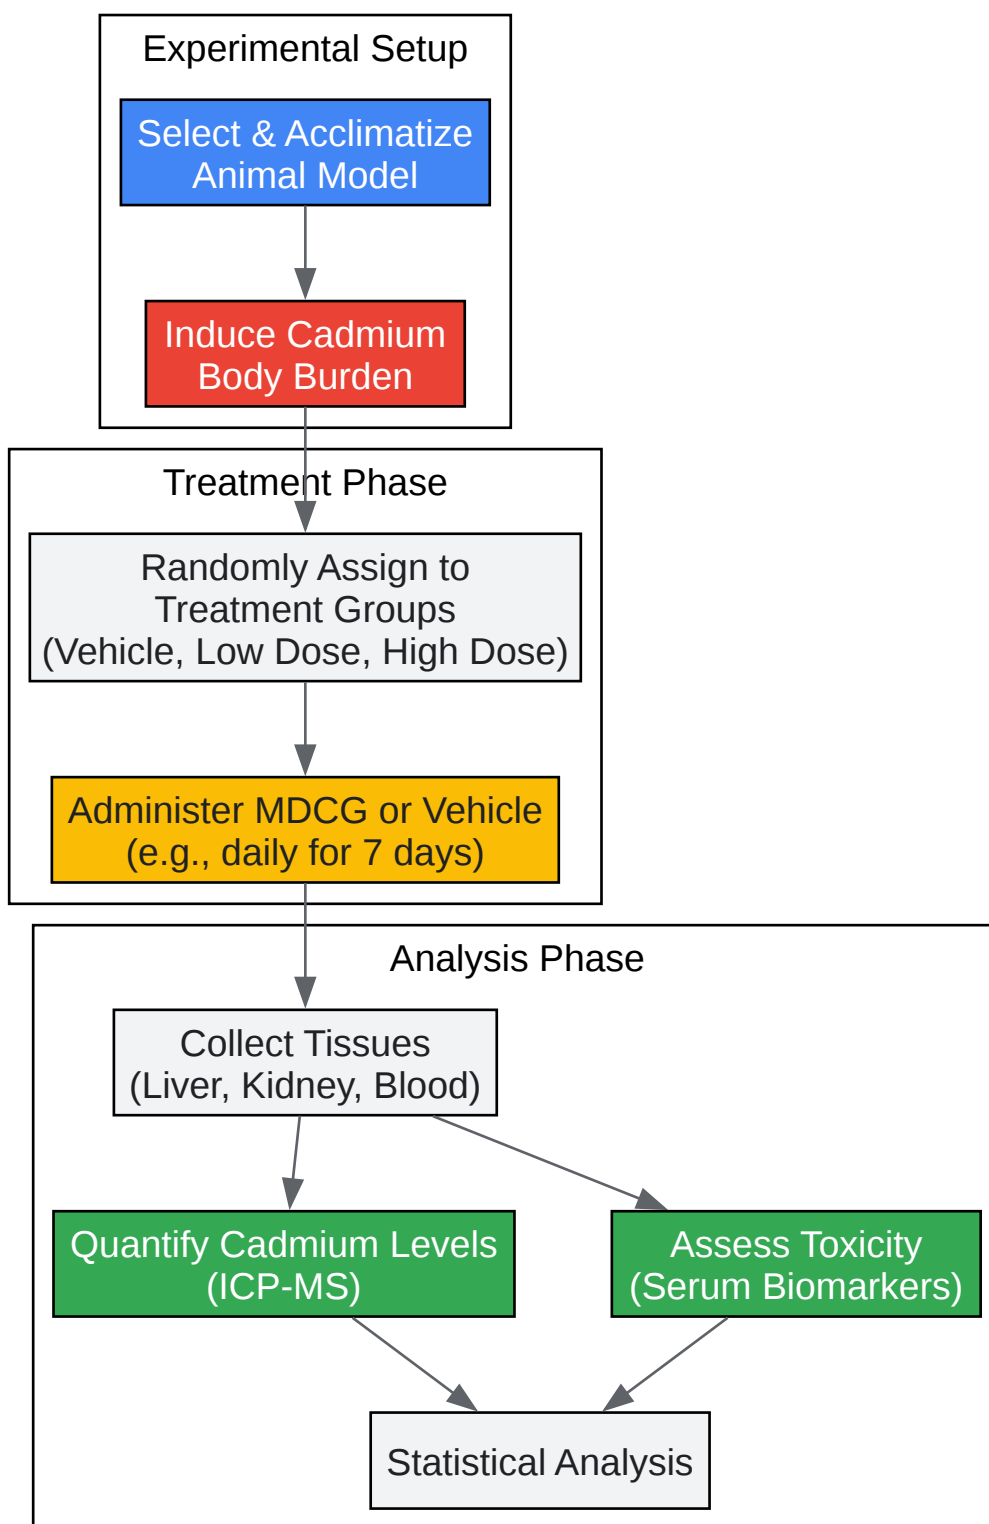 Experimental Setup
Select & Acclimatize
Animal Model
Induce Cadmium
Body Burden
Treatment Phase
Randomly Assign to
Treatment Groups
(Vehicle, Low Dose, High Dose)
Administer MDCG or Vehicle
(e.g., daily for 7 days)
Analysis Phase
Collect Tissues
(Liver, Kidney, Blood)
Quantify Cadmium Levels
(ICP-MS)
Assess Toxicity
(Serum Biomarkers)
Statistical Analysis